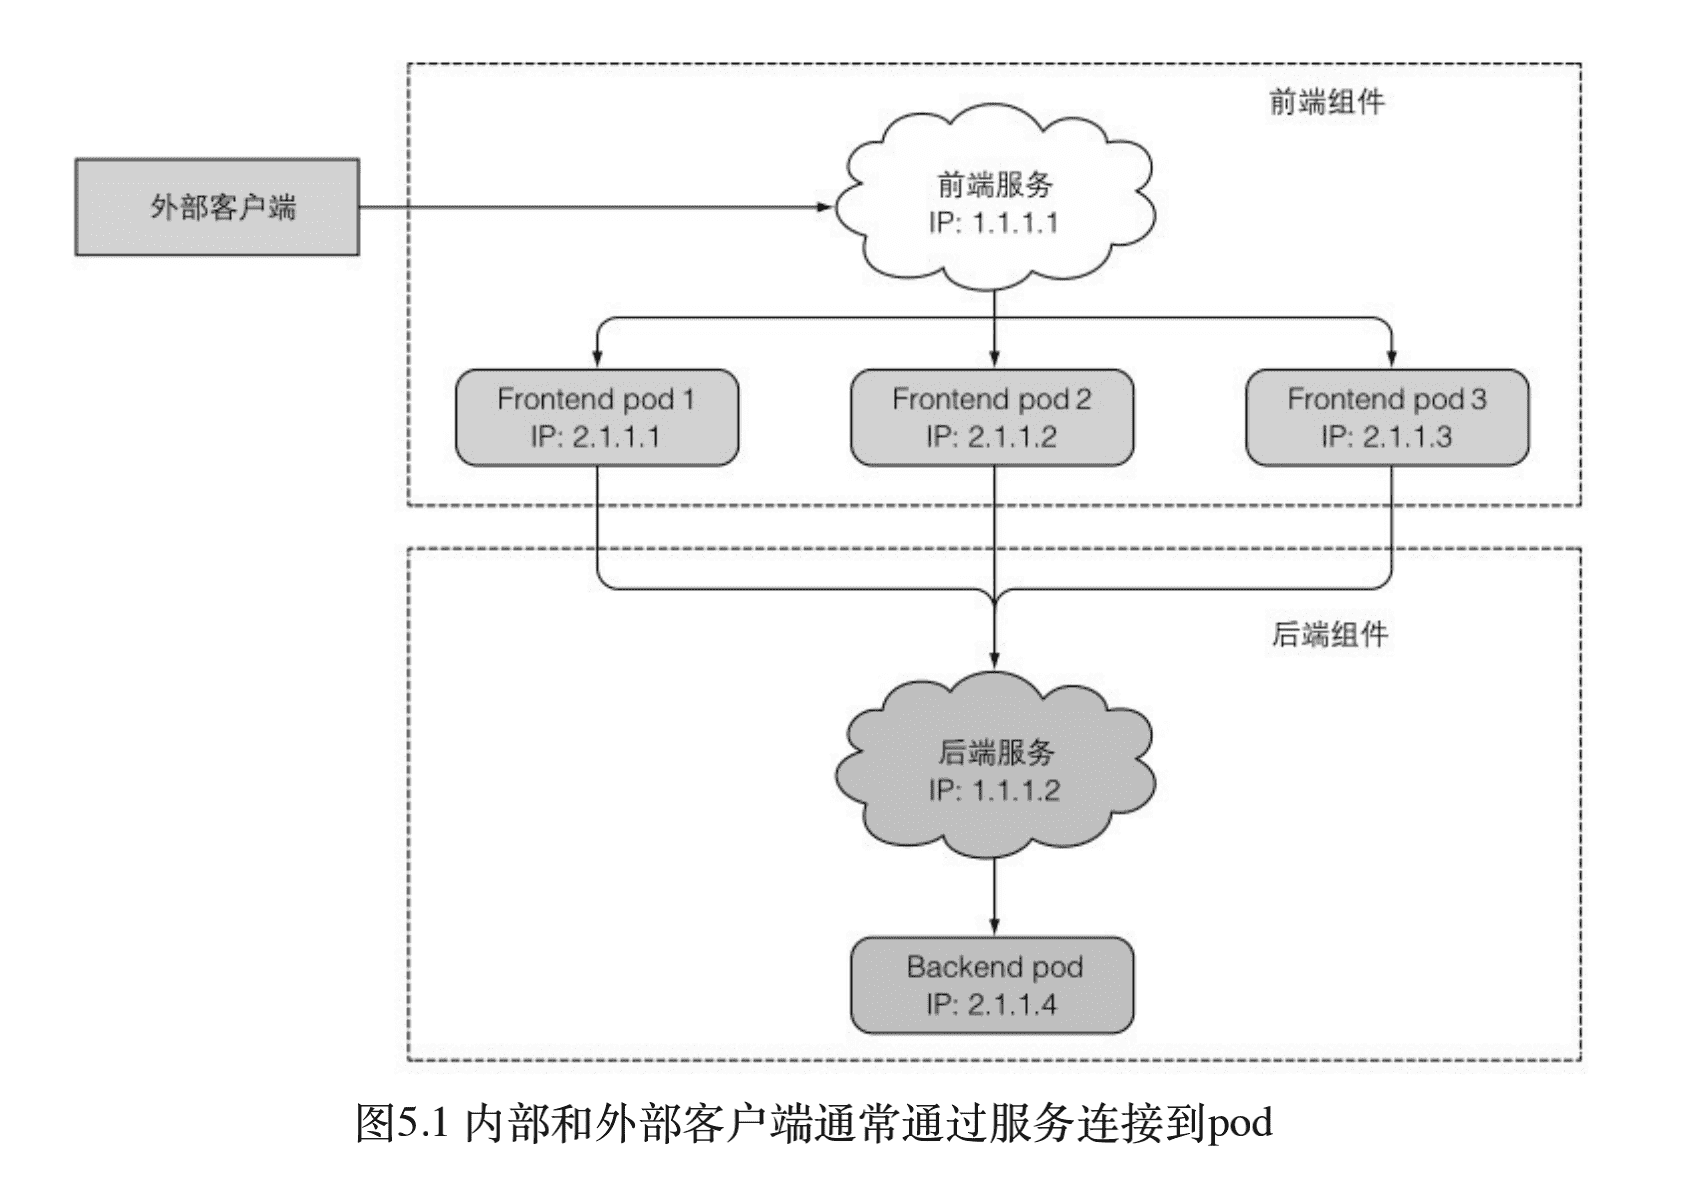 前端组件
外部客户端
前端服务
IP: 1.1.1.1
Frontend pod 1
IP: 2.1.1.1
Frontend pod 2
IP: 2.1.1.2
Frontend pod 3
IP: 2.1.1.3
后端组件
后端服务
IP: 1.1.1.2
Backend pod
IP: 2.1.1.4
图5.1 内部和外部客户端通常通过服务连接到pod